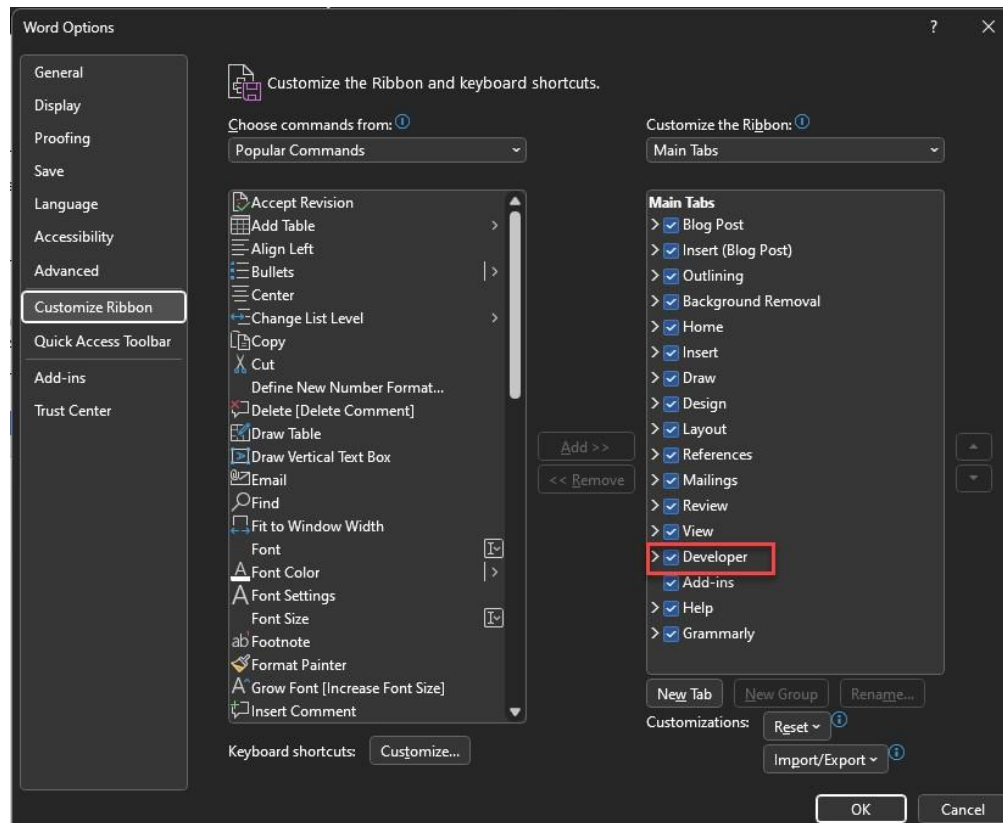 Word Options
?
General
Display
Proofing
Save
Language
Accessibility
Advanced
Customize Ribbon
Quick Access Toolbar
Add-ins
Trust Center
Customize the Ribbon and keyboard shortcuts.
Choose commands from:
Popular Commands
Accept Revision
Add Table
Align Left
Bullets
Center
Change List Level
Copy
Cut
Define New Number Format...
Delete [Delete Comment]
Draw Table
Draw Vertical Text Box
Email
Find
Fit to Window Width
Font
Font Color
Font Settings
Font Size
Footnote
Format Painter
Grow Font [Increase Font Size]
Insert Comment
Keyboard shortcuts: Customize...
Add >>
<< Remove
Customize the Ribbon:
Main Tabs
Main Tabs
Blog Post
Insert (Blog Post)
Outlining
Background Removal
Home
Insert
Draw
Design
Layout
References
Mailings
Review
View
Developer
Add-ins
Help
Grammarly
New Tab New Group Rename...
Customizations: Reset
Import/Export
OK Cancel